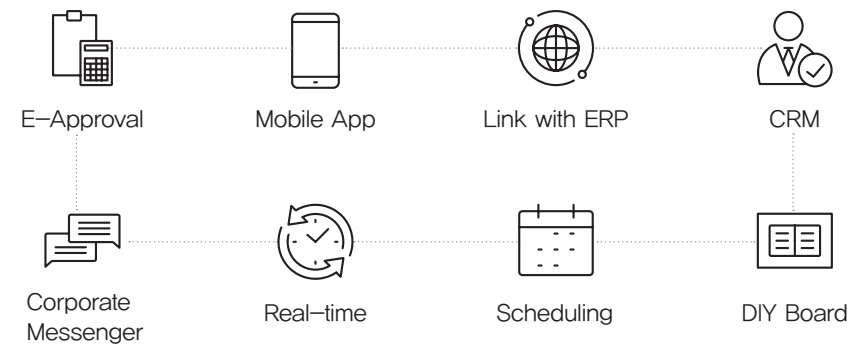 E-Approval
Mobile App
Link with ERP
CRM
Corporate
Messenger
Real-time
Scheduling
DIY Board